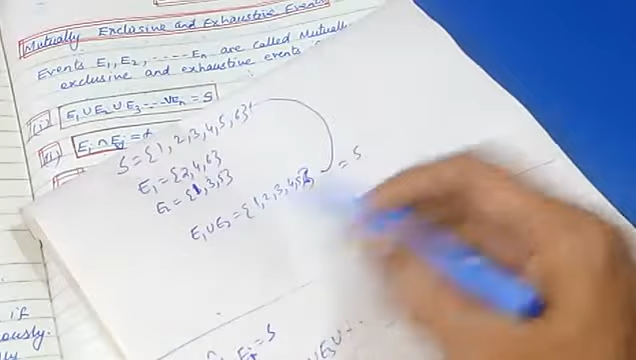 Mutually Exclusive and Exhaustive Events
Events E₁, E₂, ..... Eₙ are called Mutually
exclusive and exhaustive events
(i) E₁ ∪ E₂ ∪ E₃ ... ∪ Eₙ = S
(ii) Eᵢ ∩ Eⱼ = ϕ
S = {1, 2, 3, 4, 5, 6}
E₁ = {2, 4, 6}
E₂ = {1, 3, 5}
E₁ ∪ E₂ = {1, 2, 3, 4, 5, = S
= S
if